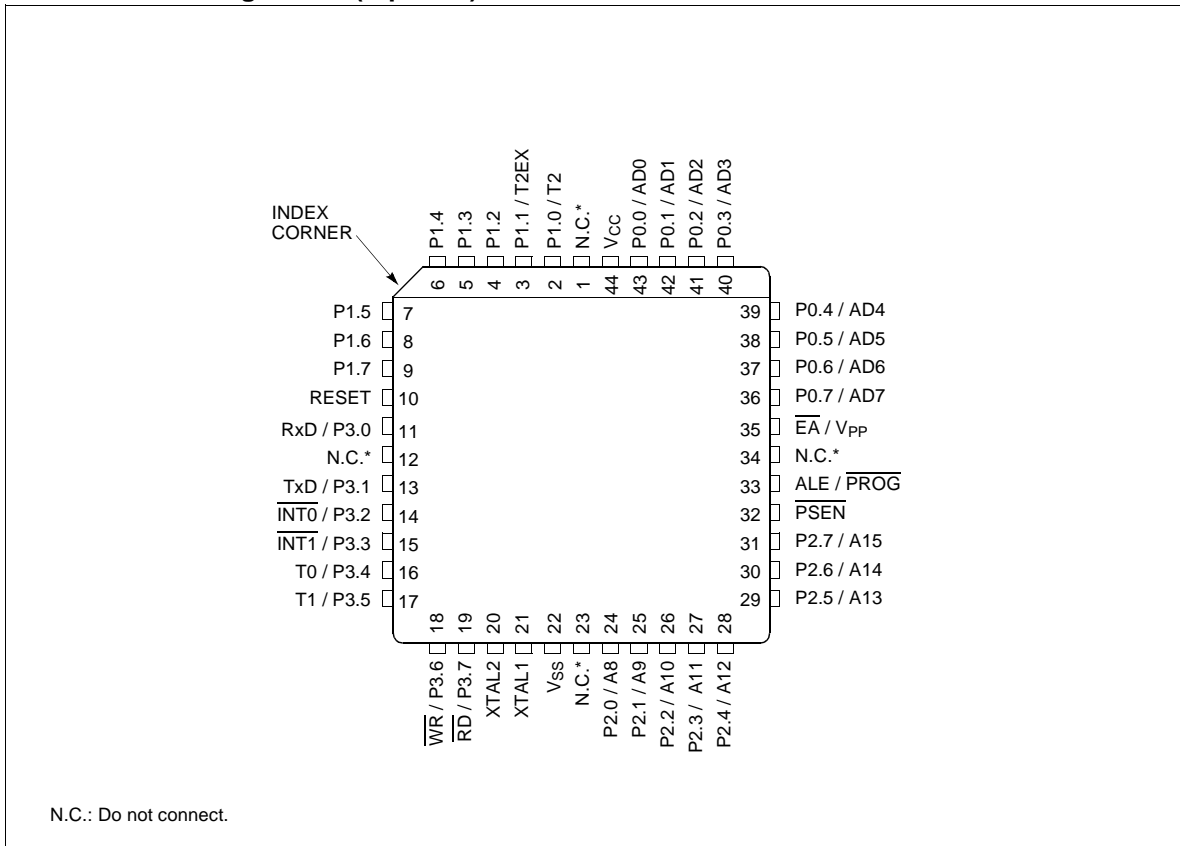 INDEX
CORNER
P1.4
P1.3
P1.2
P1.1 / T2EX
P1.0 / T2
N.C.*
VCC
P0.0 / AD0
P0.1 / AD1
P0.2 / AD2
P0.3 / AD3
6
5
4
3
2
1
44
43
42
41
40
P1.5 7
P1.6 8
P1.7 9
RESET 10
RxD / P3.0 11
N.C.* 12
TxD / P3.1 13
INT0 / P3.2 14
INT1 / P3.3 15
T0 / P3.4 16
T1 / P3.5 17
39 P0.4 / AD4
38 P0.5 / AD5
37 P0.6 / AD6
36 P0.7 / AD7
35 EA / VPP
34 N.C.*
33 ALE / PROG
32 PSEN
31 P2.7 / A15
30 P2.6 / A14
29 P2.5 / A13
18
19
20
21
22
23
24
25
26
27
28
WR / P3.6
RD / P3.7
XTAL2
XTAL1
VSS
N.C.*
P2.0 / A8
P2.1 / A9
P2.2 / A10
P2.3 / A11
P2.4 / A12
N.C.: Do not connect.